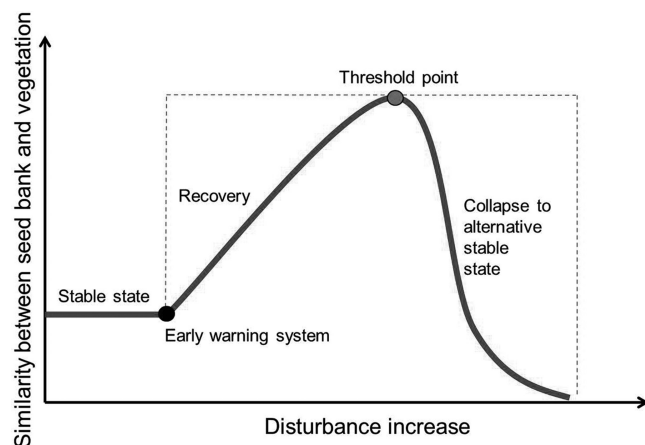 Similarity between seed bank and vegetation
Threshold point
Recovery
Collapse to
alternative
stable
state
Stable state
Early warning system
Disturbance increase